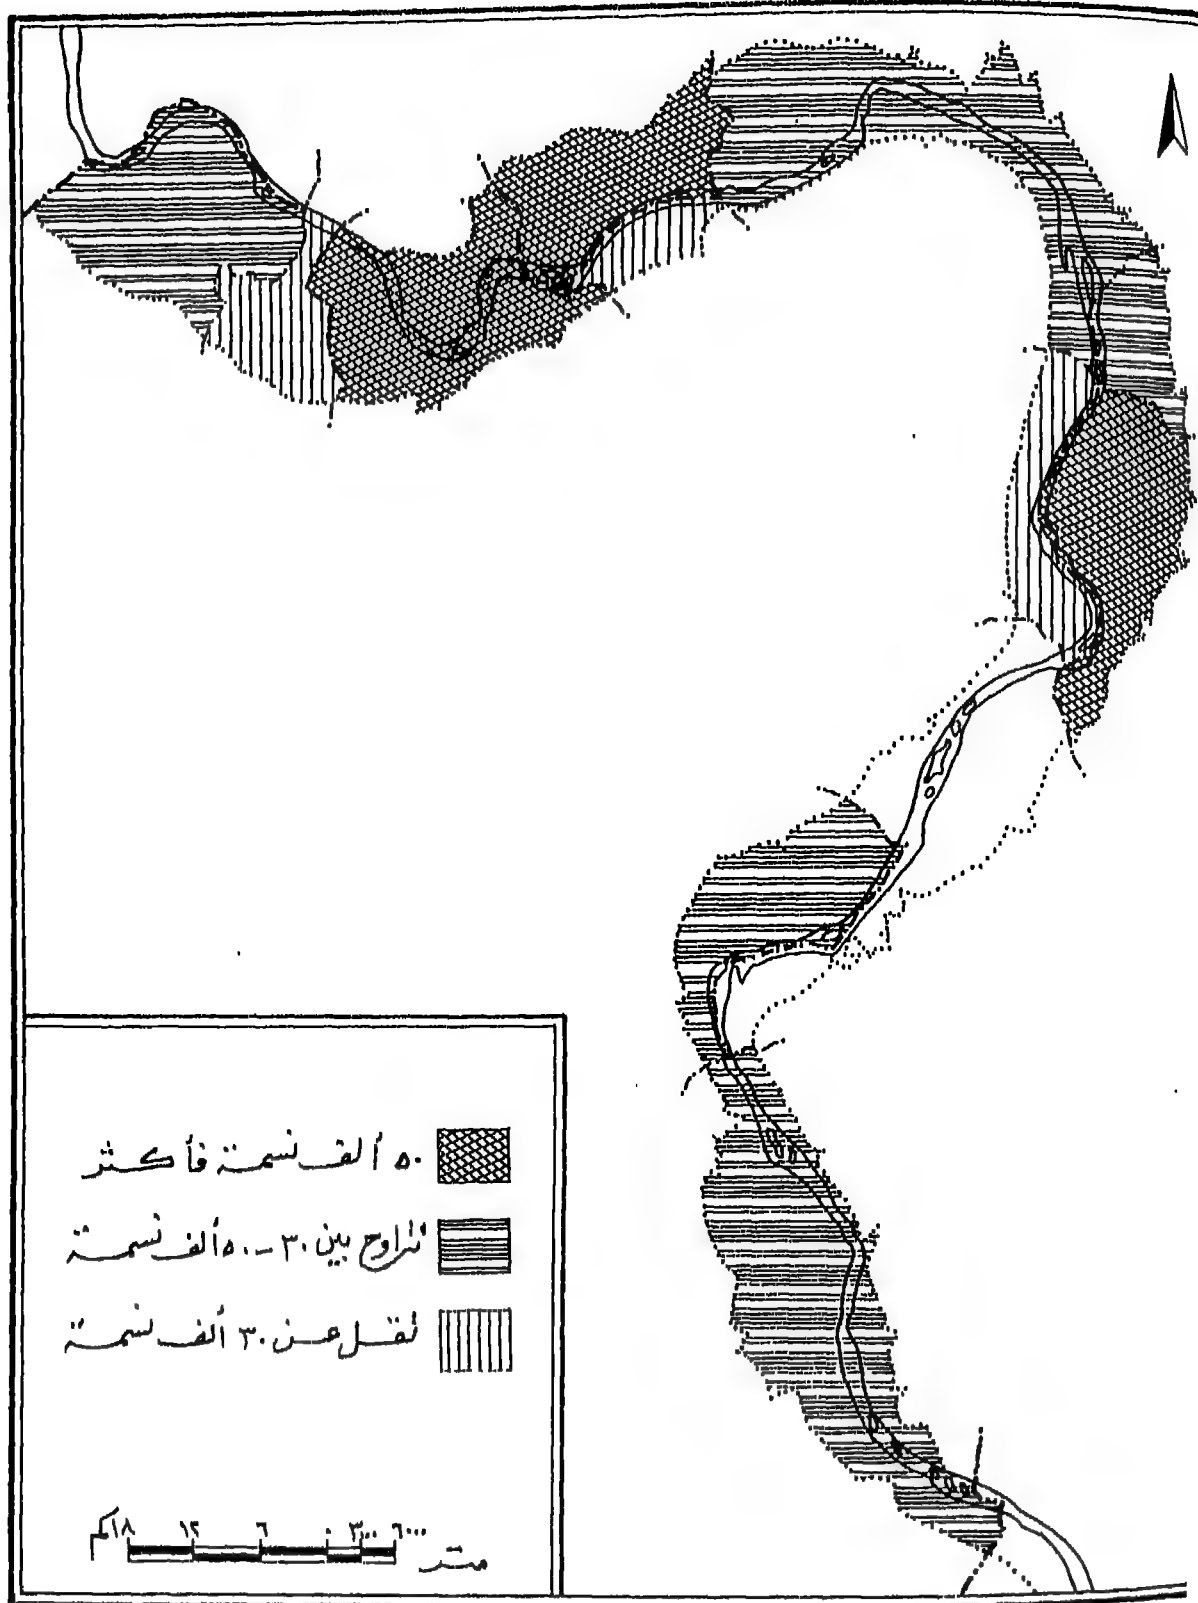 ٥٠ ألف نسمة فأكثر
تتراوح بين ٣٠ - ٥٠ ألف نسمة
تقل عن ٣٠ ألف نسمة
١٨كم ١٢ ٦ ٠ ٣٠٠٠ ٦٠٠٠
متر